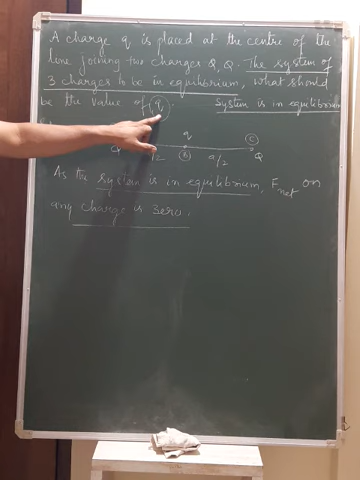 A charge q is placed at the centre of the
line joining two charges Q, Q. The system of
3 charges to be in equilibrium, what should
be the value of q. System is in equilibrium
q C
Q a/2 B a/2 Q
As the system is in equilibrium, Fnet on
any charge is zero.